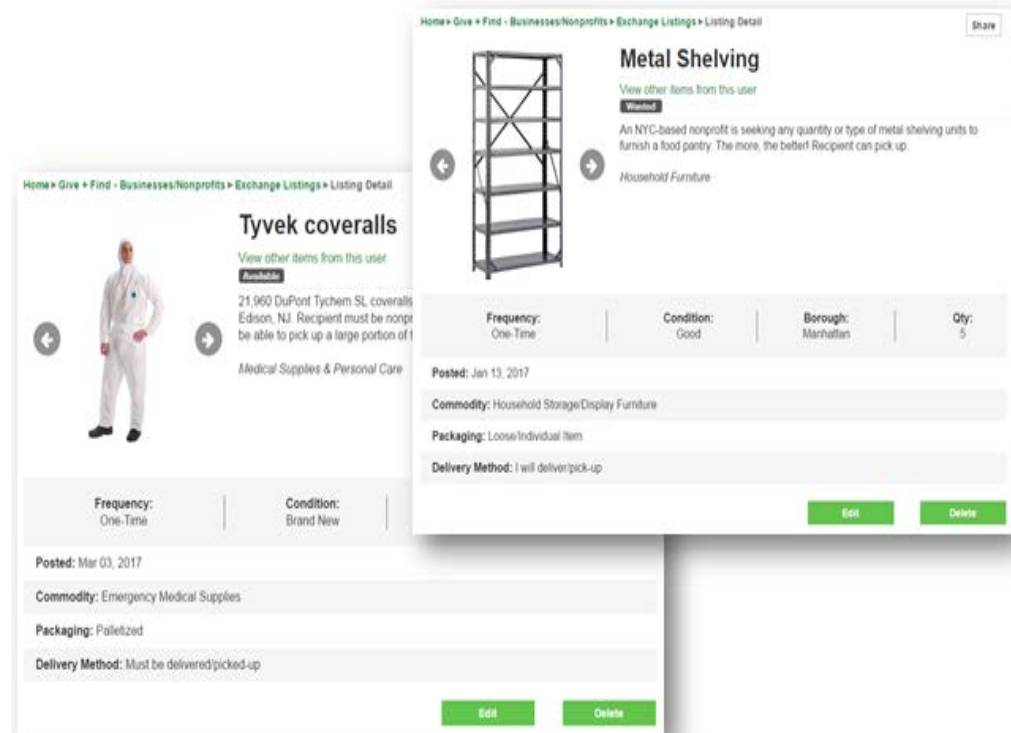 Home▸ Give + Find - Businesses/Nonprofits ▸ Exchange Listings ▸ Listing Detail
Share
Metal Shelving
View other items from this user
Wanted
An NYC-based nonprofit is seeking any quantity or type of metal shelving units to
furnish a food pantry. The more, the better! Recipient can pick up.
Household Furniture
Frequency: Condition: Borough: Qty:
One-Time Good Manhattan 5
Posted: Jan 13, 2017
Commodity: Household Storage/Display Furniture
Packaging: Loose/Individual Item
Delivery Method: I will deliver/pick-up
Edit Delete
Home▸ Give + Find - Businesses/Nonprofits ▸ Exchange Listings ▸ Listing Detail
Tyvek coveralls
View other items from this user
Available
21,960 DuPont Tychem SL coveralls
Edison, NJ. Recipient must be nonpr
be able to pick up a large portion of
Medical Supplies & Personal Care
Frequency: Condition:
One-Time Brand New
Posted: Mar 03, 2017
Commodity: Emergency Medical Supplies
Packaging: Palletized
Delivery Method: Must be delivered/picked-up
Edit Delete